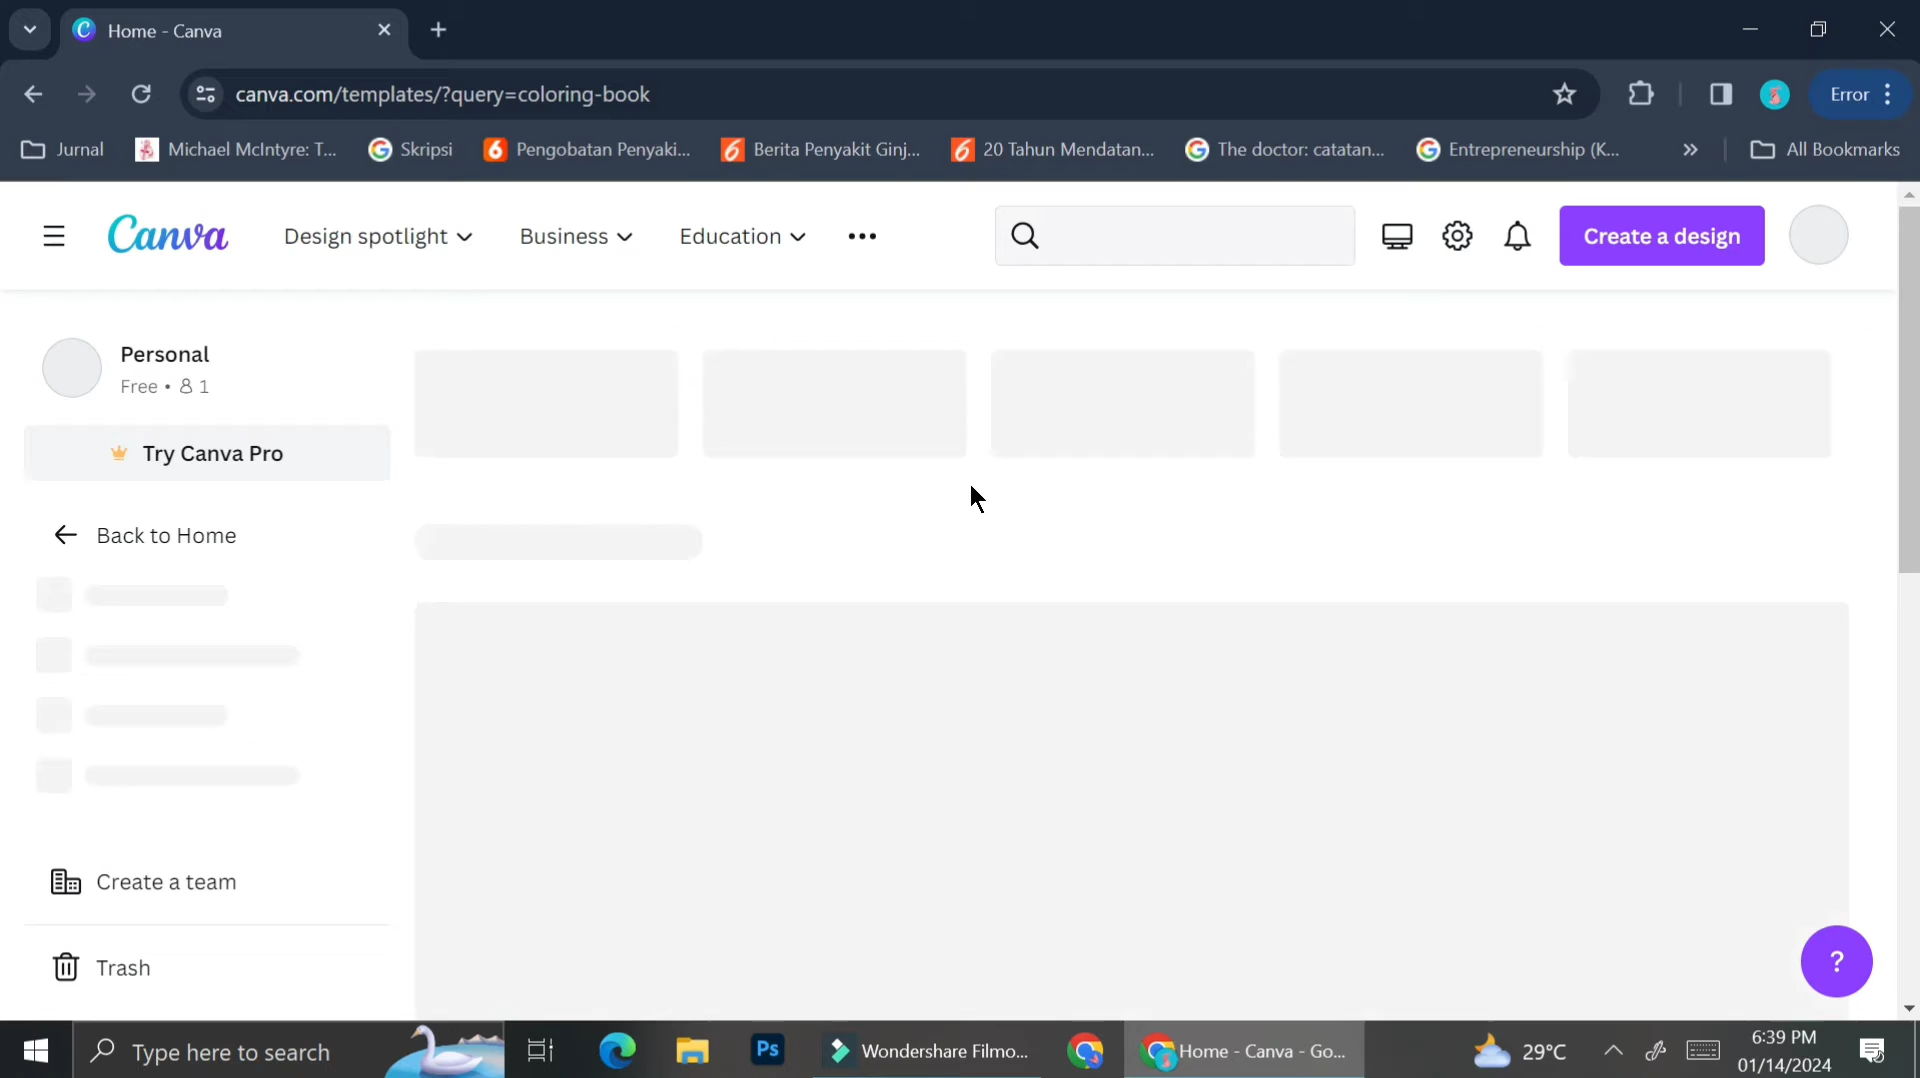 Home - Canva
canva.com/templates/?query=coloring-book
Error
Jurnal
Michael McIntyre: T...
Skripsi
Pengobatan Penyaki...
Berita Penyakit Ginj...
20 Tahun Mendatan...
The doctor: catatan...
Entrepreneurship (K...
All Bookmarks
Canva
Design spotlight
Business
Education
Create a design
Personal
Free • 1
Try Canva Pro
Back to Home
Create a team
Trash
?
Type here to search
Ps
Wondershare Filmo...
Home - Canva - Go...
29°C
6:39 PM
01/14/2024